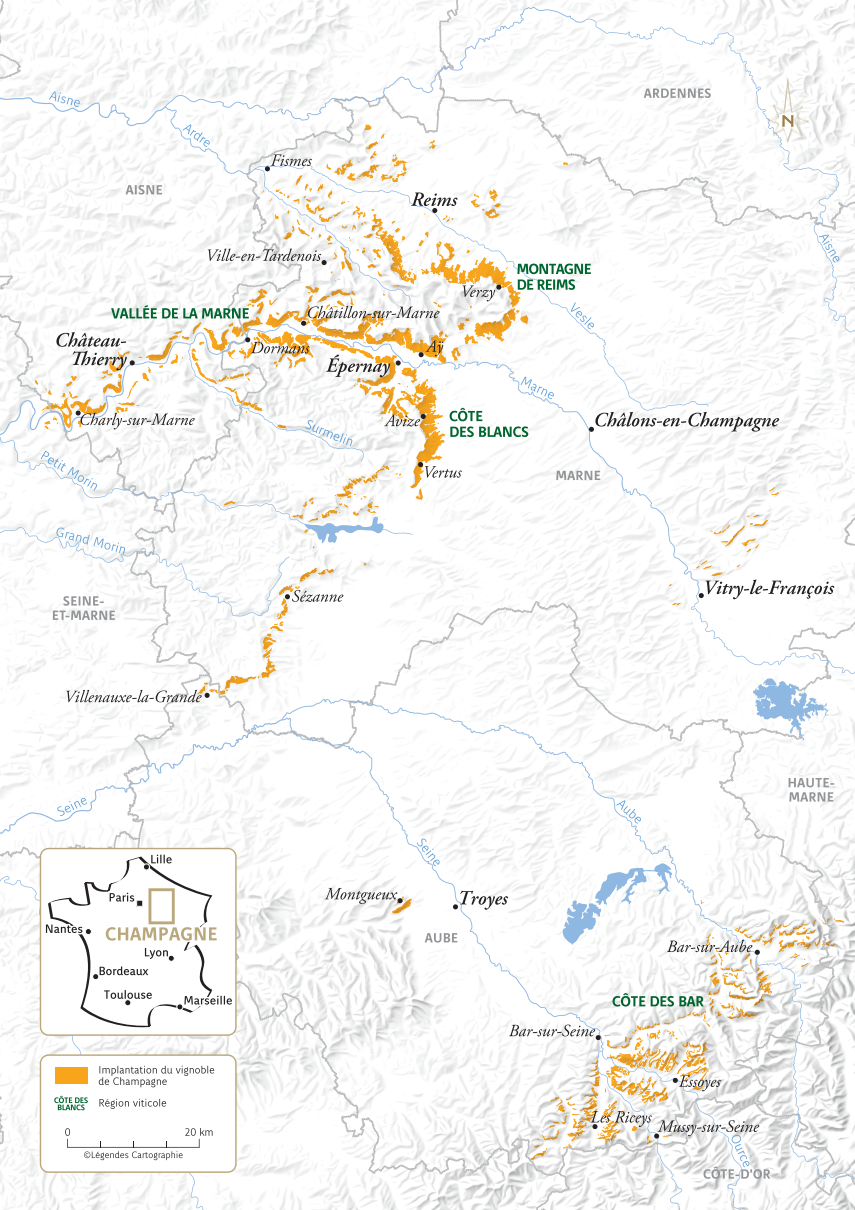 ARDENNES
N
Aisne
Ardre
Fismes
AISNE
Reims
Aisne
Ville-en-Tardenois
MONTAGNE
DE REIMS
Verzy
Vesle
VALLÉE DE LA MARNE
Châtillon-sur-Marne
Château-
Thierry
Dormans
Aÿ
Épernay
Marne
Charly-sur-Marne
Avize
CÔTE
DES BLANCS
Châlons-en-Champagne
Surmelin
Petit Morin
Vertus
MARNE
Grand Morin
Vitry-le-François
SEINE-
ET-MARNE
Sézanne
Villenauxe-la-Grande
HAUTE-
MARNE
Seine
Aube
Seine
Montgueux
Troyes
AUBE
Bar-sur-Aube
CÔTE DES BAR
Bar-sur-Seine
Essoyes
Les Riceys
Mussy-sur-Seine
Ource
CÔTE-D'OR
Lille
Paris
Nantes
CHAMPAGNE
Lyon
Bordeaux
Toulouse
Marseille
Implantation du vignoble
de Champagne
CÔTE DES
BLANCS
Région viticole
0
20 km
©Légendes Cartographie